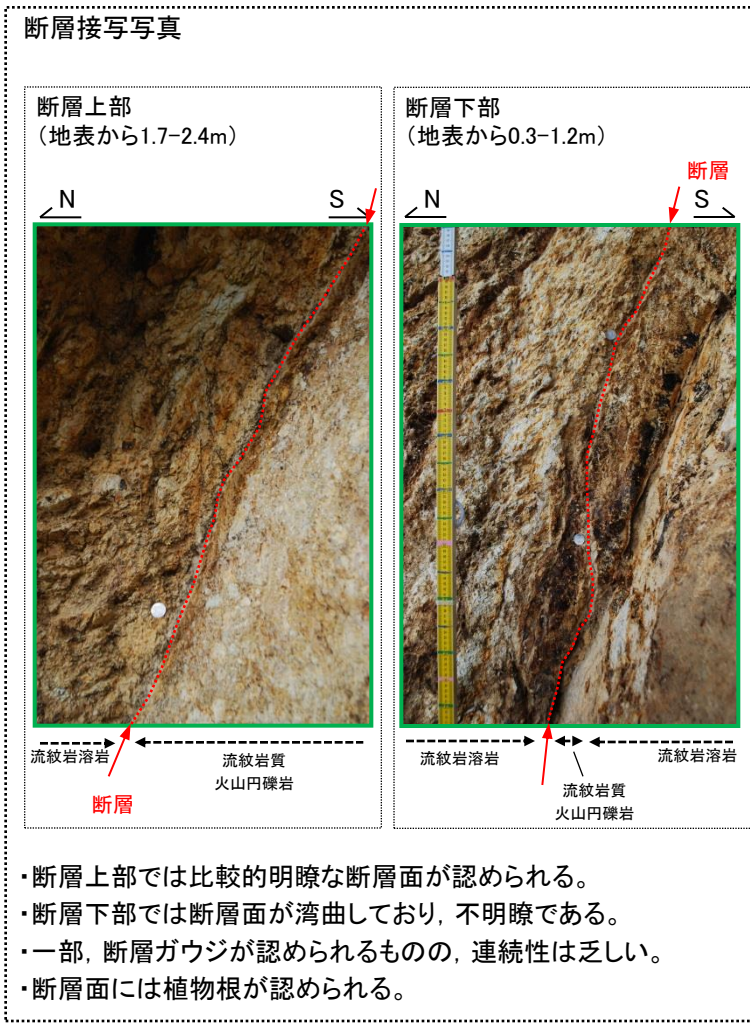 断層接写写真
断層上部
（地表から1.7-2.4m）
N
S
流紋岩溶岩
流紋岩質
火山円礫岩
断層
断層下部
（地表から0.3-1.2m）
断層
N
S
流紋岩溶岩
流紋岩質
火山円礫岩
流紋岩溶岩
・断層上部では比較的明瞭な断層面が認められる。
・断層下部では断層面が湾曲しており，不明瞭である。
・一部，断層ガウジが認められるものの，連続性は乏しい。
・断層面には植物根が認められる。